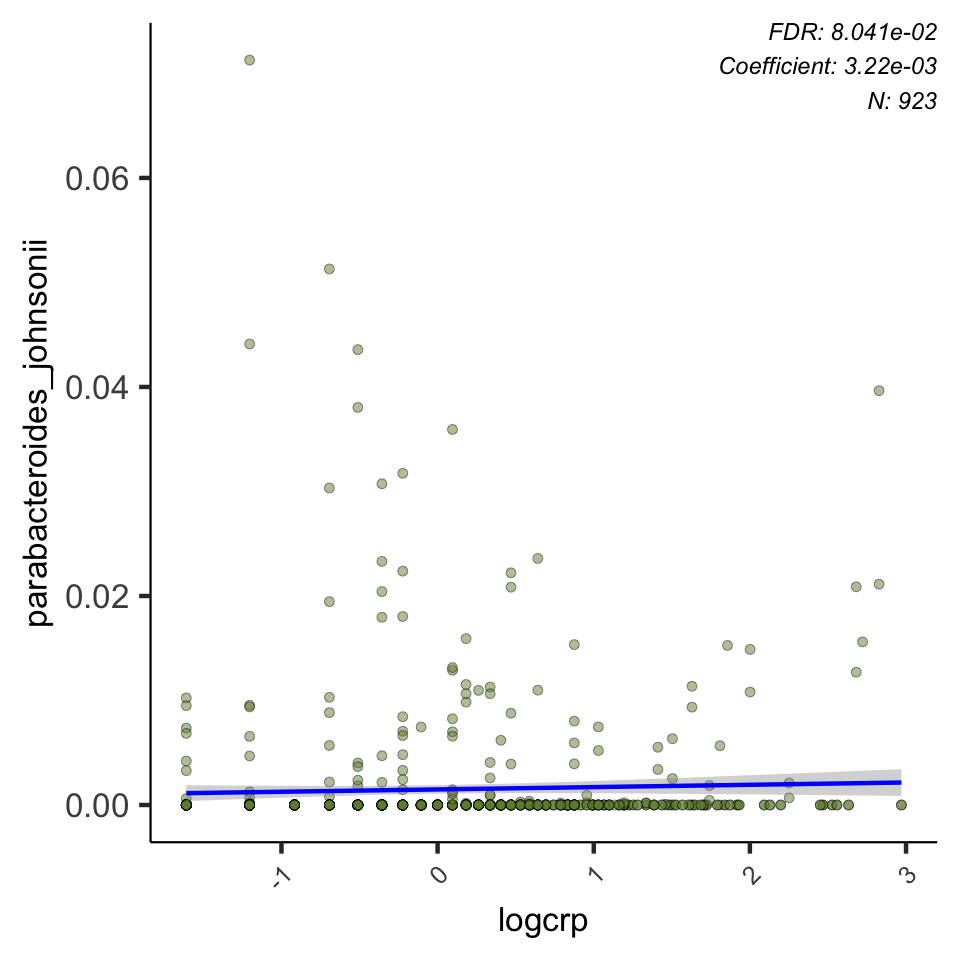 FDR: 8.041e-02
Coefficient: 3.22e-03
N: 923
parabacteroides_johnsonii
0.06
0.04
0.02
0.00
-1
0
1
2
3
logcrp